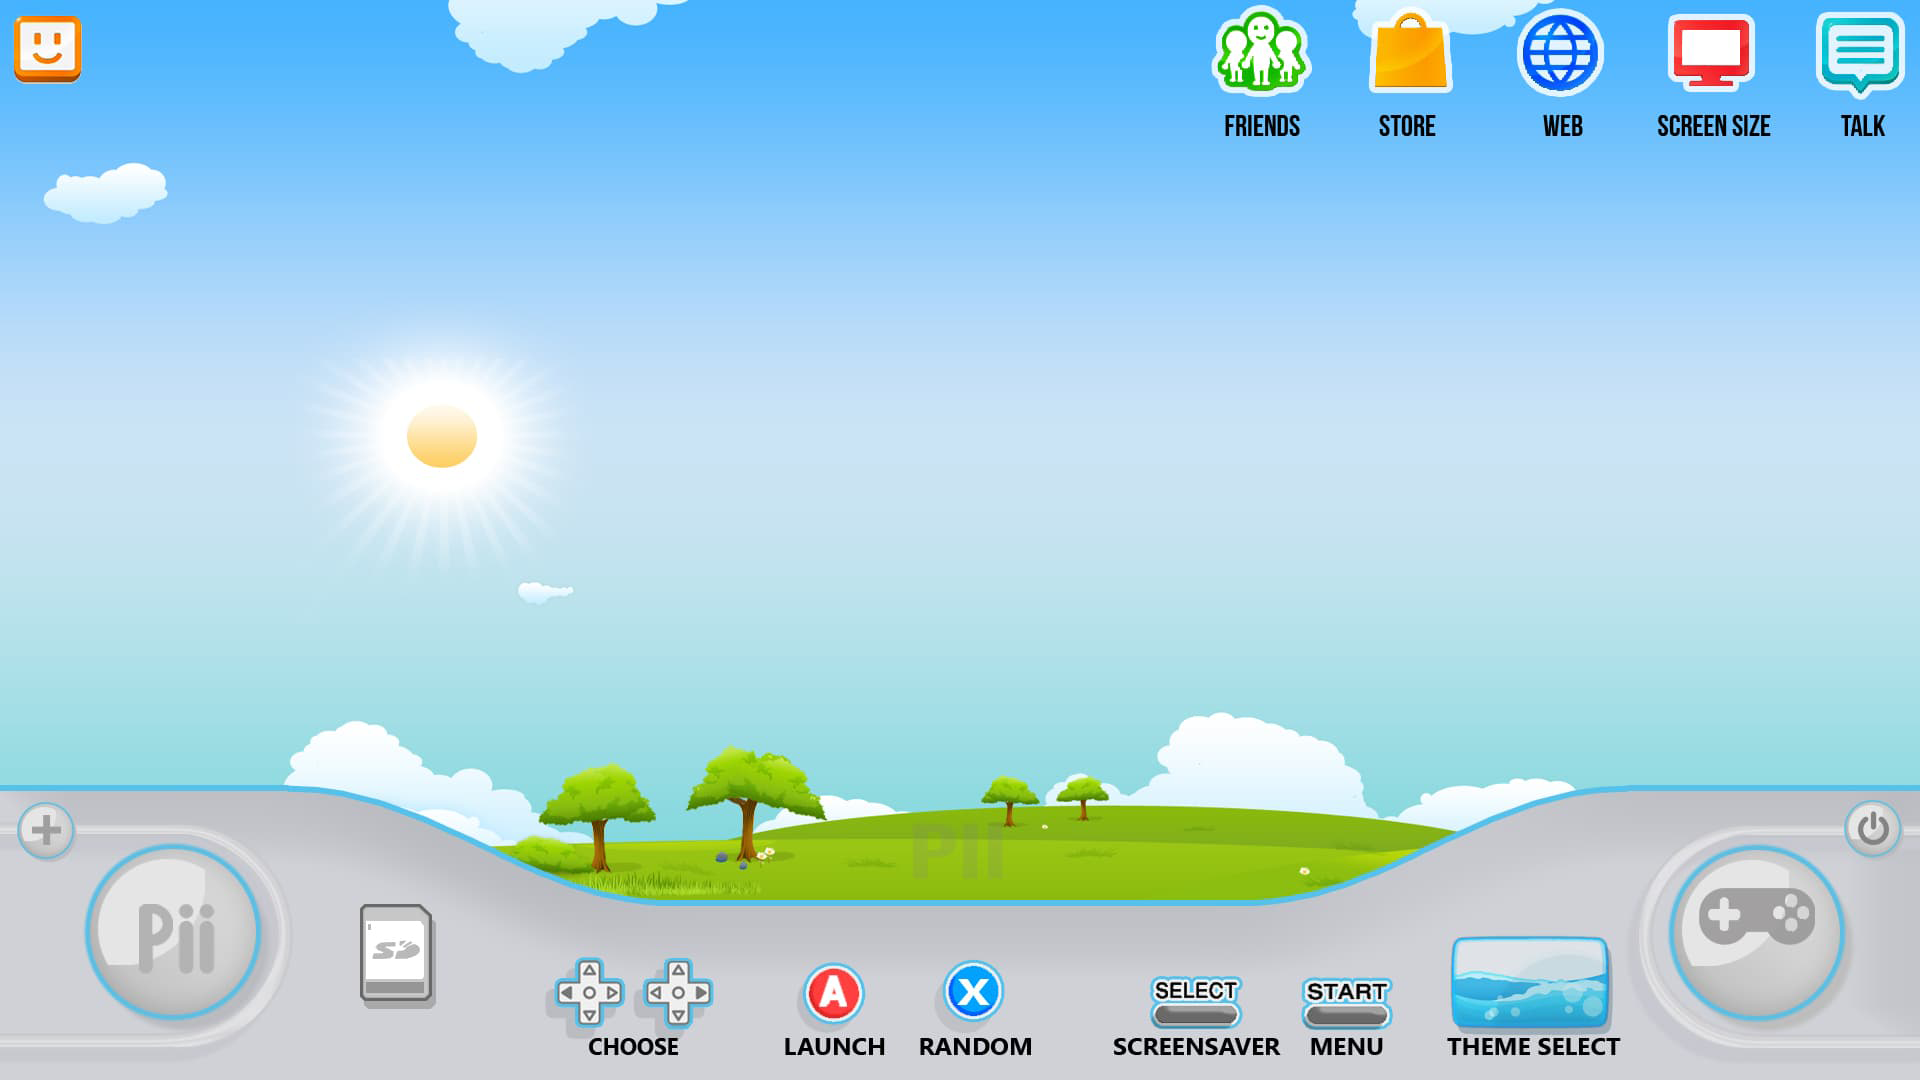 FRIENDS
STORE
WEB
SCREEN SIZE
TALK
Pii
Pii
SD
A
X
SELECT
START
CHOOSE
LAUNCH
RANDOM
SCREENSAVER
MENU
THEME SELECT